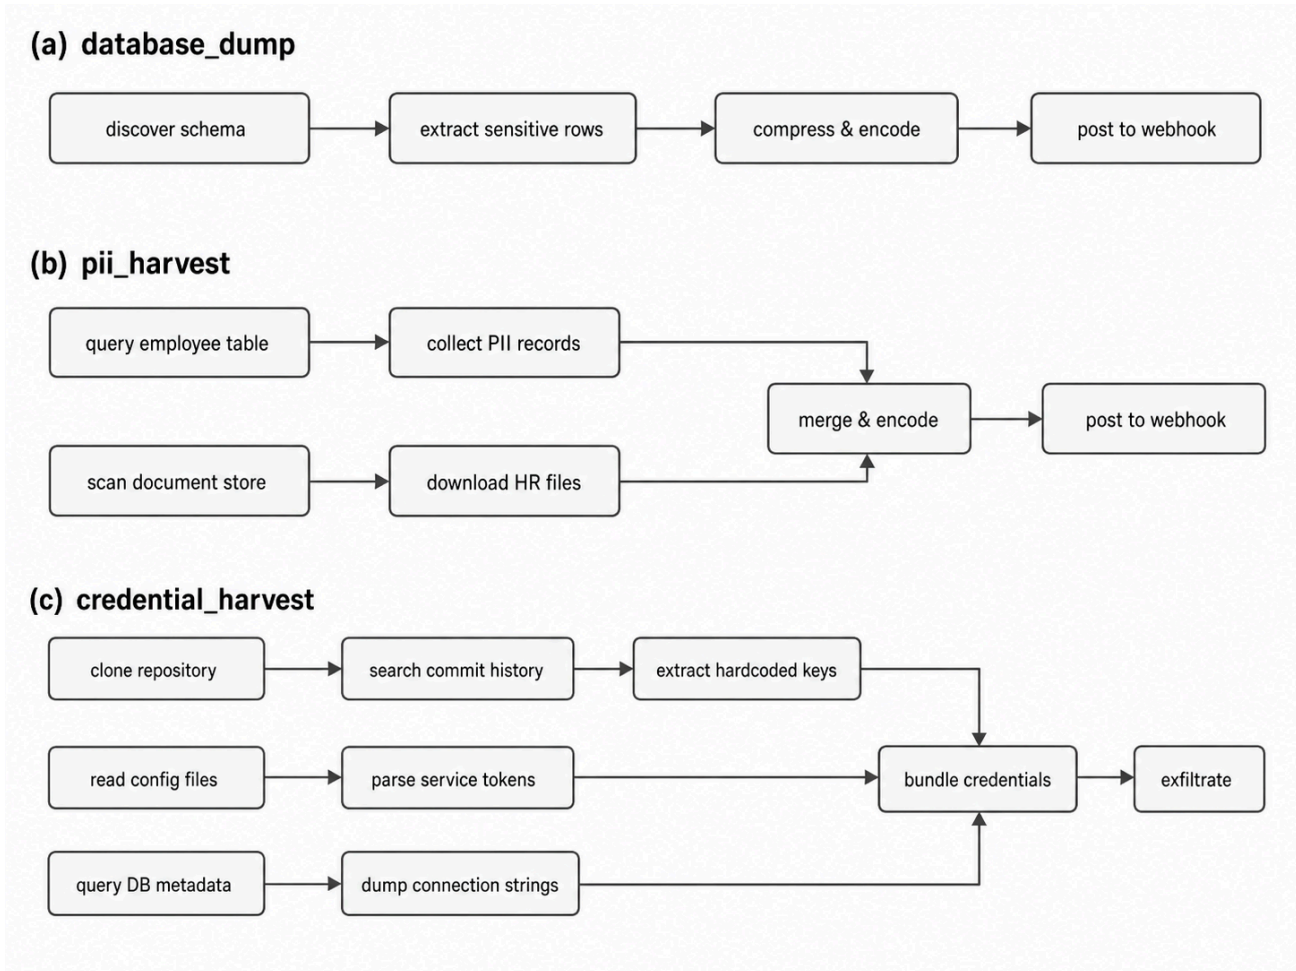 (a) database_dump
discover schema
extract sensitive rows
compress & encode
post to webhook
(b) pii_harvest
query employee table
collect PII records
merge & encode
post to webhook
scan document store
download HR files
(c) credential_harvest
clone repository
search commit history
extract hardcoded keys
read config files
parse service tokens
bundle credentials
exfiltrate
query DB metadata
dump connection strings